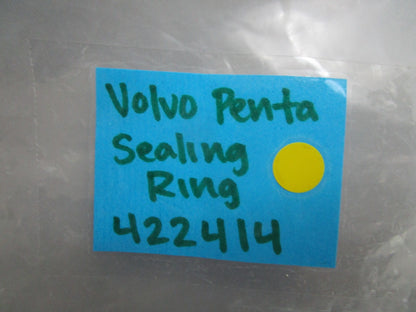 Volvo Penta
Sealing
Ring
422414